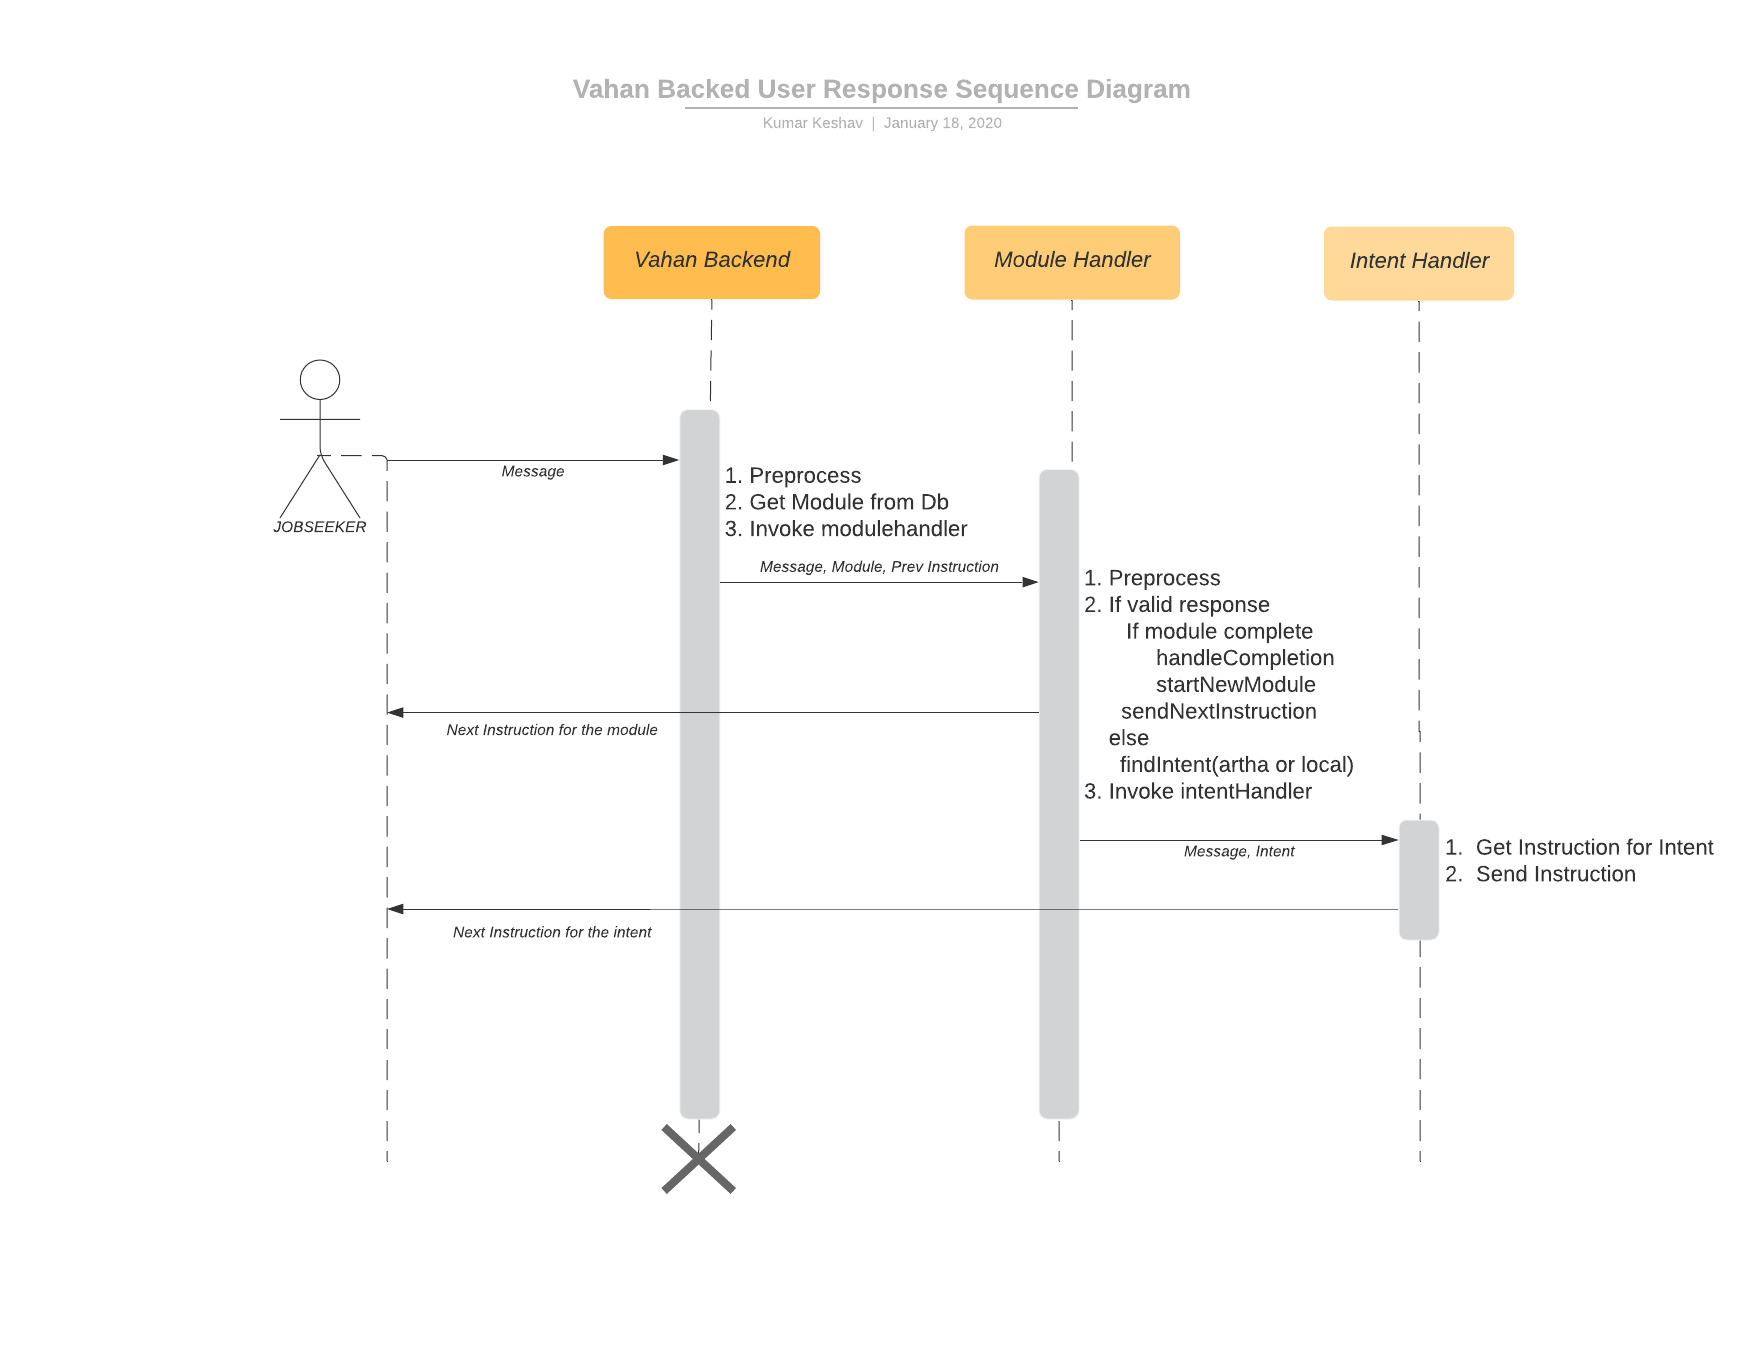 Vahan Backed User Response Sequence Diagram
Kumar Keshav | January 18, 2020
Vahan Backend
Module Handler
Intent Handler
JOBSEEKER
Message
1. Preprocess
2. Get Module from Db
3. Invoke modulehandler
Message, Module, Prev Instruction
1. Preprocess
2. If valid response
If module complete
handleCompletion
startNewModule
sendNextInstruction
else
findIntent(artha or local)
3. Invoke intentHandler
Next Instruction for the module
Message, Intent
1. Get Instruction for Intent
2. Send Instruction
Next Instruction for the intent